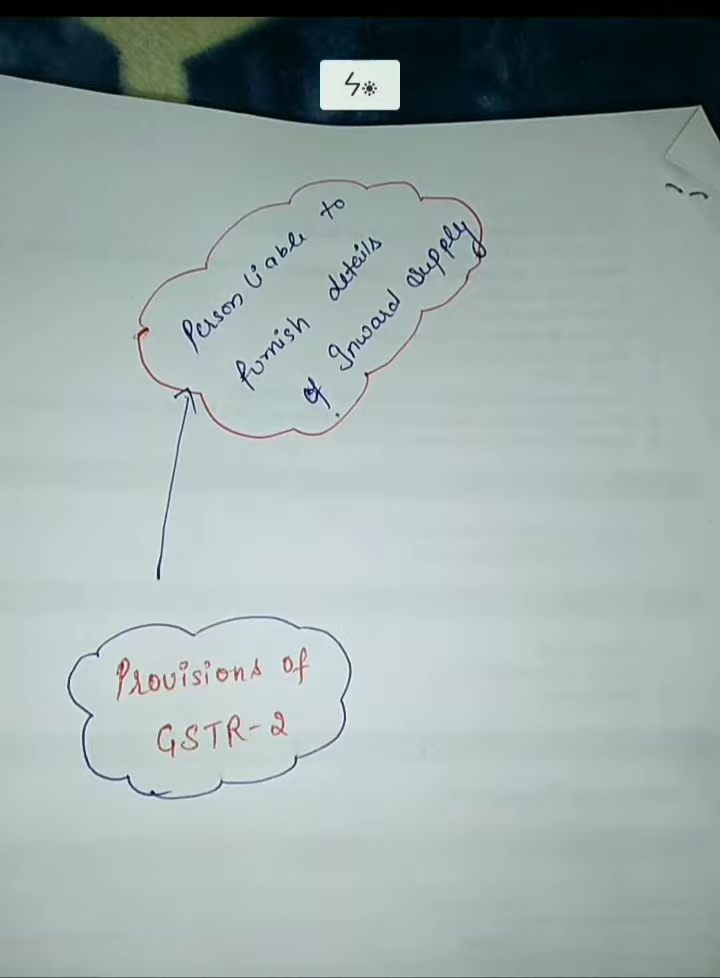 Person liable to
furnish details
of Inward supply
Provisions of
GSTR-2